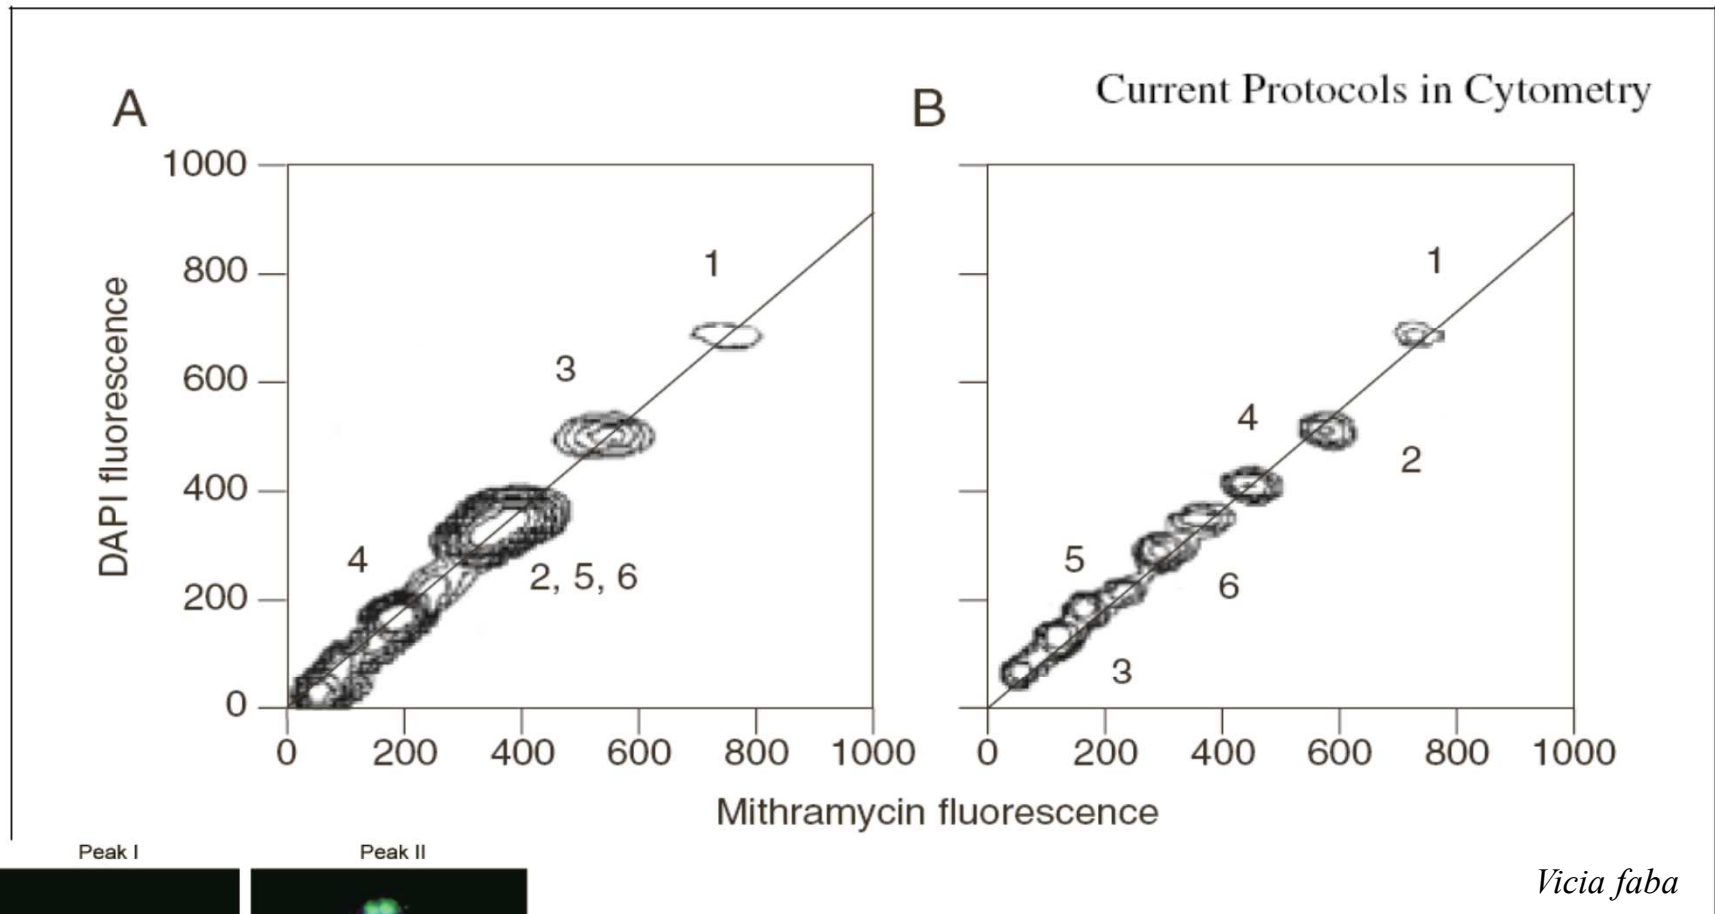 Current Protocols in Cytometry
A
B
1000
800
600
400
200
0
DAPI fluorescence
1
3
4
2, 5, 6
1
4
2
5
6
3
0 200 400 600 800 1000
0 200 400 600 800 1000
Mithramycin fluorescence
Peak I
Peak II
Vicia faba